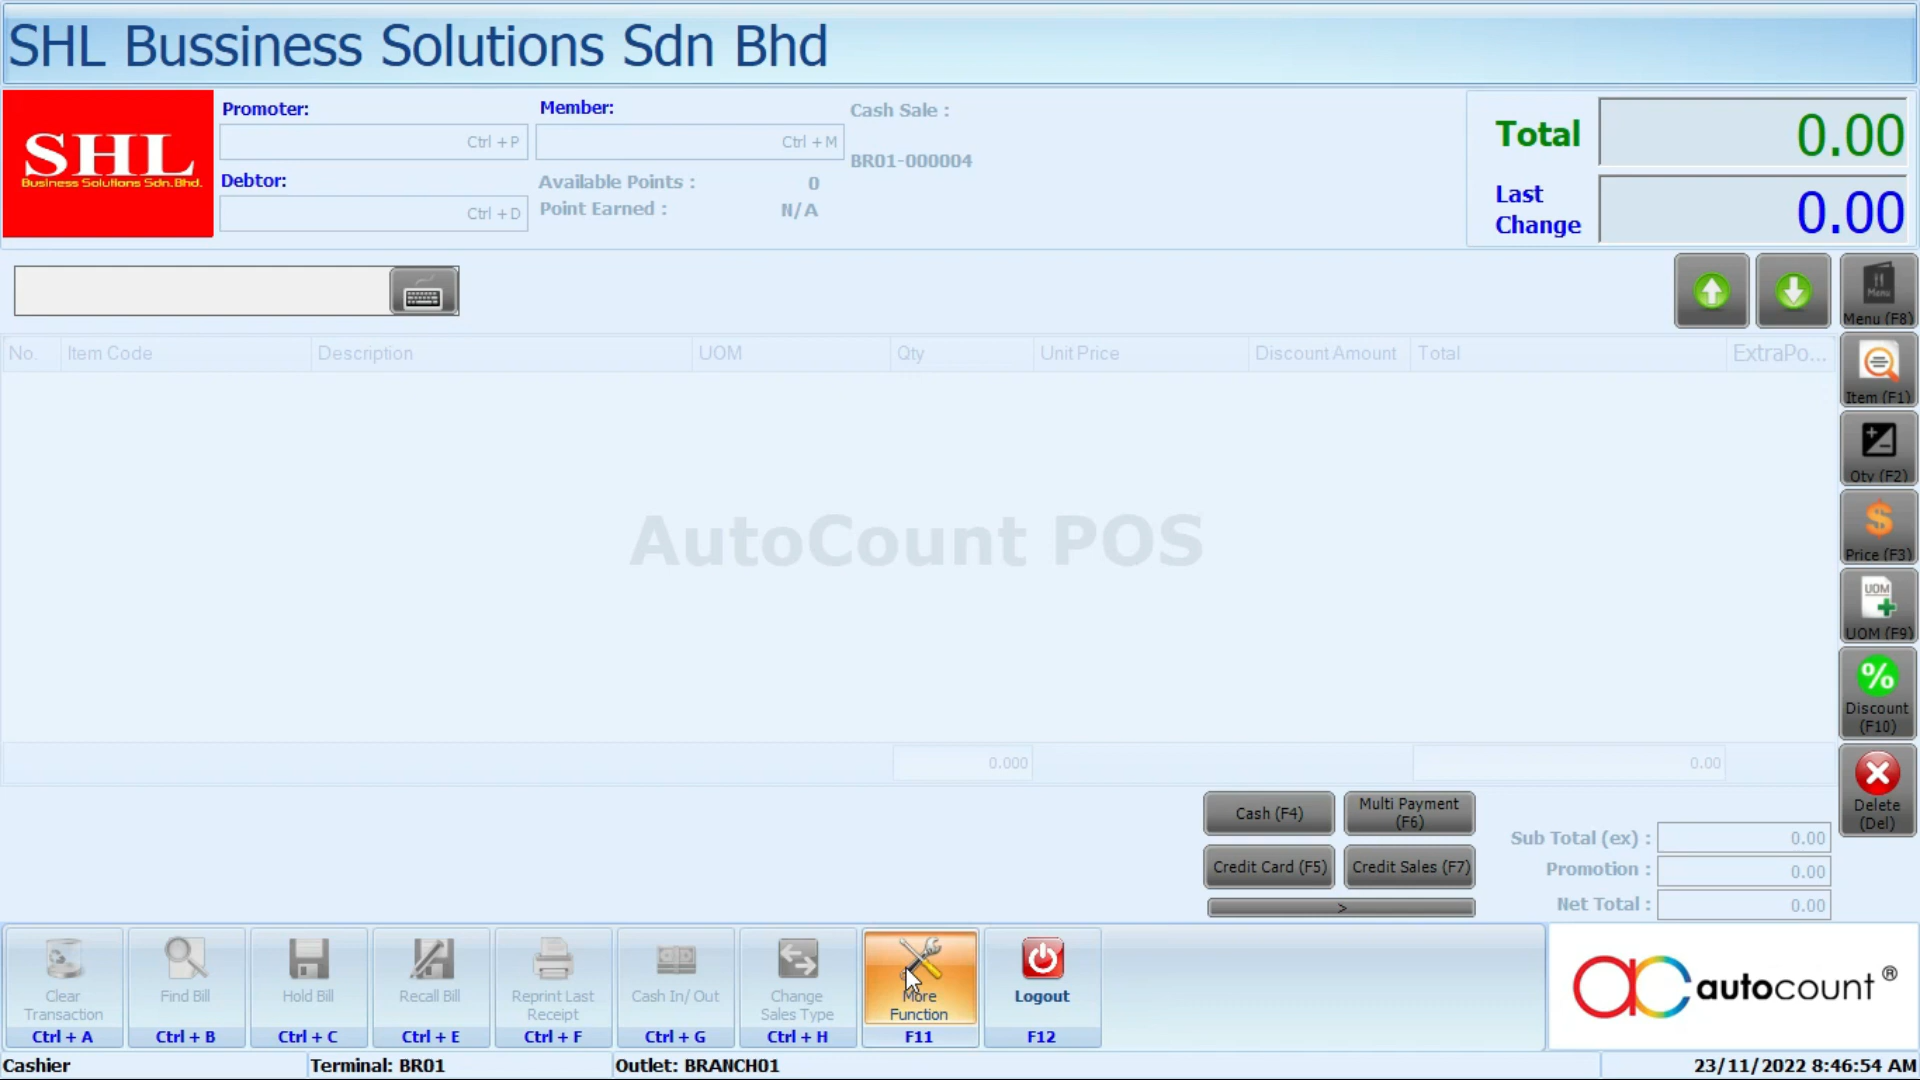 SHL Bussiness Solutions Sdn Bhd
SHL
Business Solutions Sdn. Bhd.
Promoter:
Ctrl + P
Debtor:
Ctrl + D
Member:
Ctrl + M
Available Points :
0
Point Earned :
N/A
Cash Sale :
BR01-000004
Total
0.00
Last
Change
0.00
Menu
Menu (F8)
No.
Item Code
Description
UOM
Qty
Unit Price
Discount Amount
Total
ExtraPo...
Item (F1)
Qty (F2)
Price (F3)
UOM
UOM (F9)
Discount
(F10)
Delete
(Del)
AutoCount POS
0.000
0.00
Cash (F4)
Multi Payment
(F6)
Credit Card (F5)
Credit Sales (F7)
>
Sub Total (ex) :
0.00
Promotion :
0.00
Net Total :
0.00
Clear
Transaction
Ctrl + A
Find Bill
Ctrl + B
Hold Bill
Ctrl + C
Recall Bill
Ctrl + E
Reprint Last
Receipt
Ctrl + F
Cash In/ Out
Ctrl + G
Change
Sales Type
Ctrl + H
More
Function
F11
Logout
F12
autocount ®
Cashier
Terminal: BR01
Outlet: BRANCH01
23/11/2022 8:46:54 AM